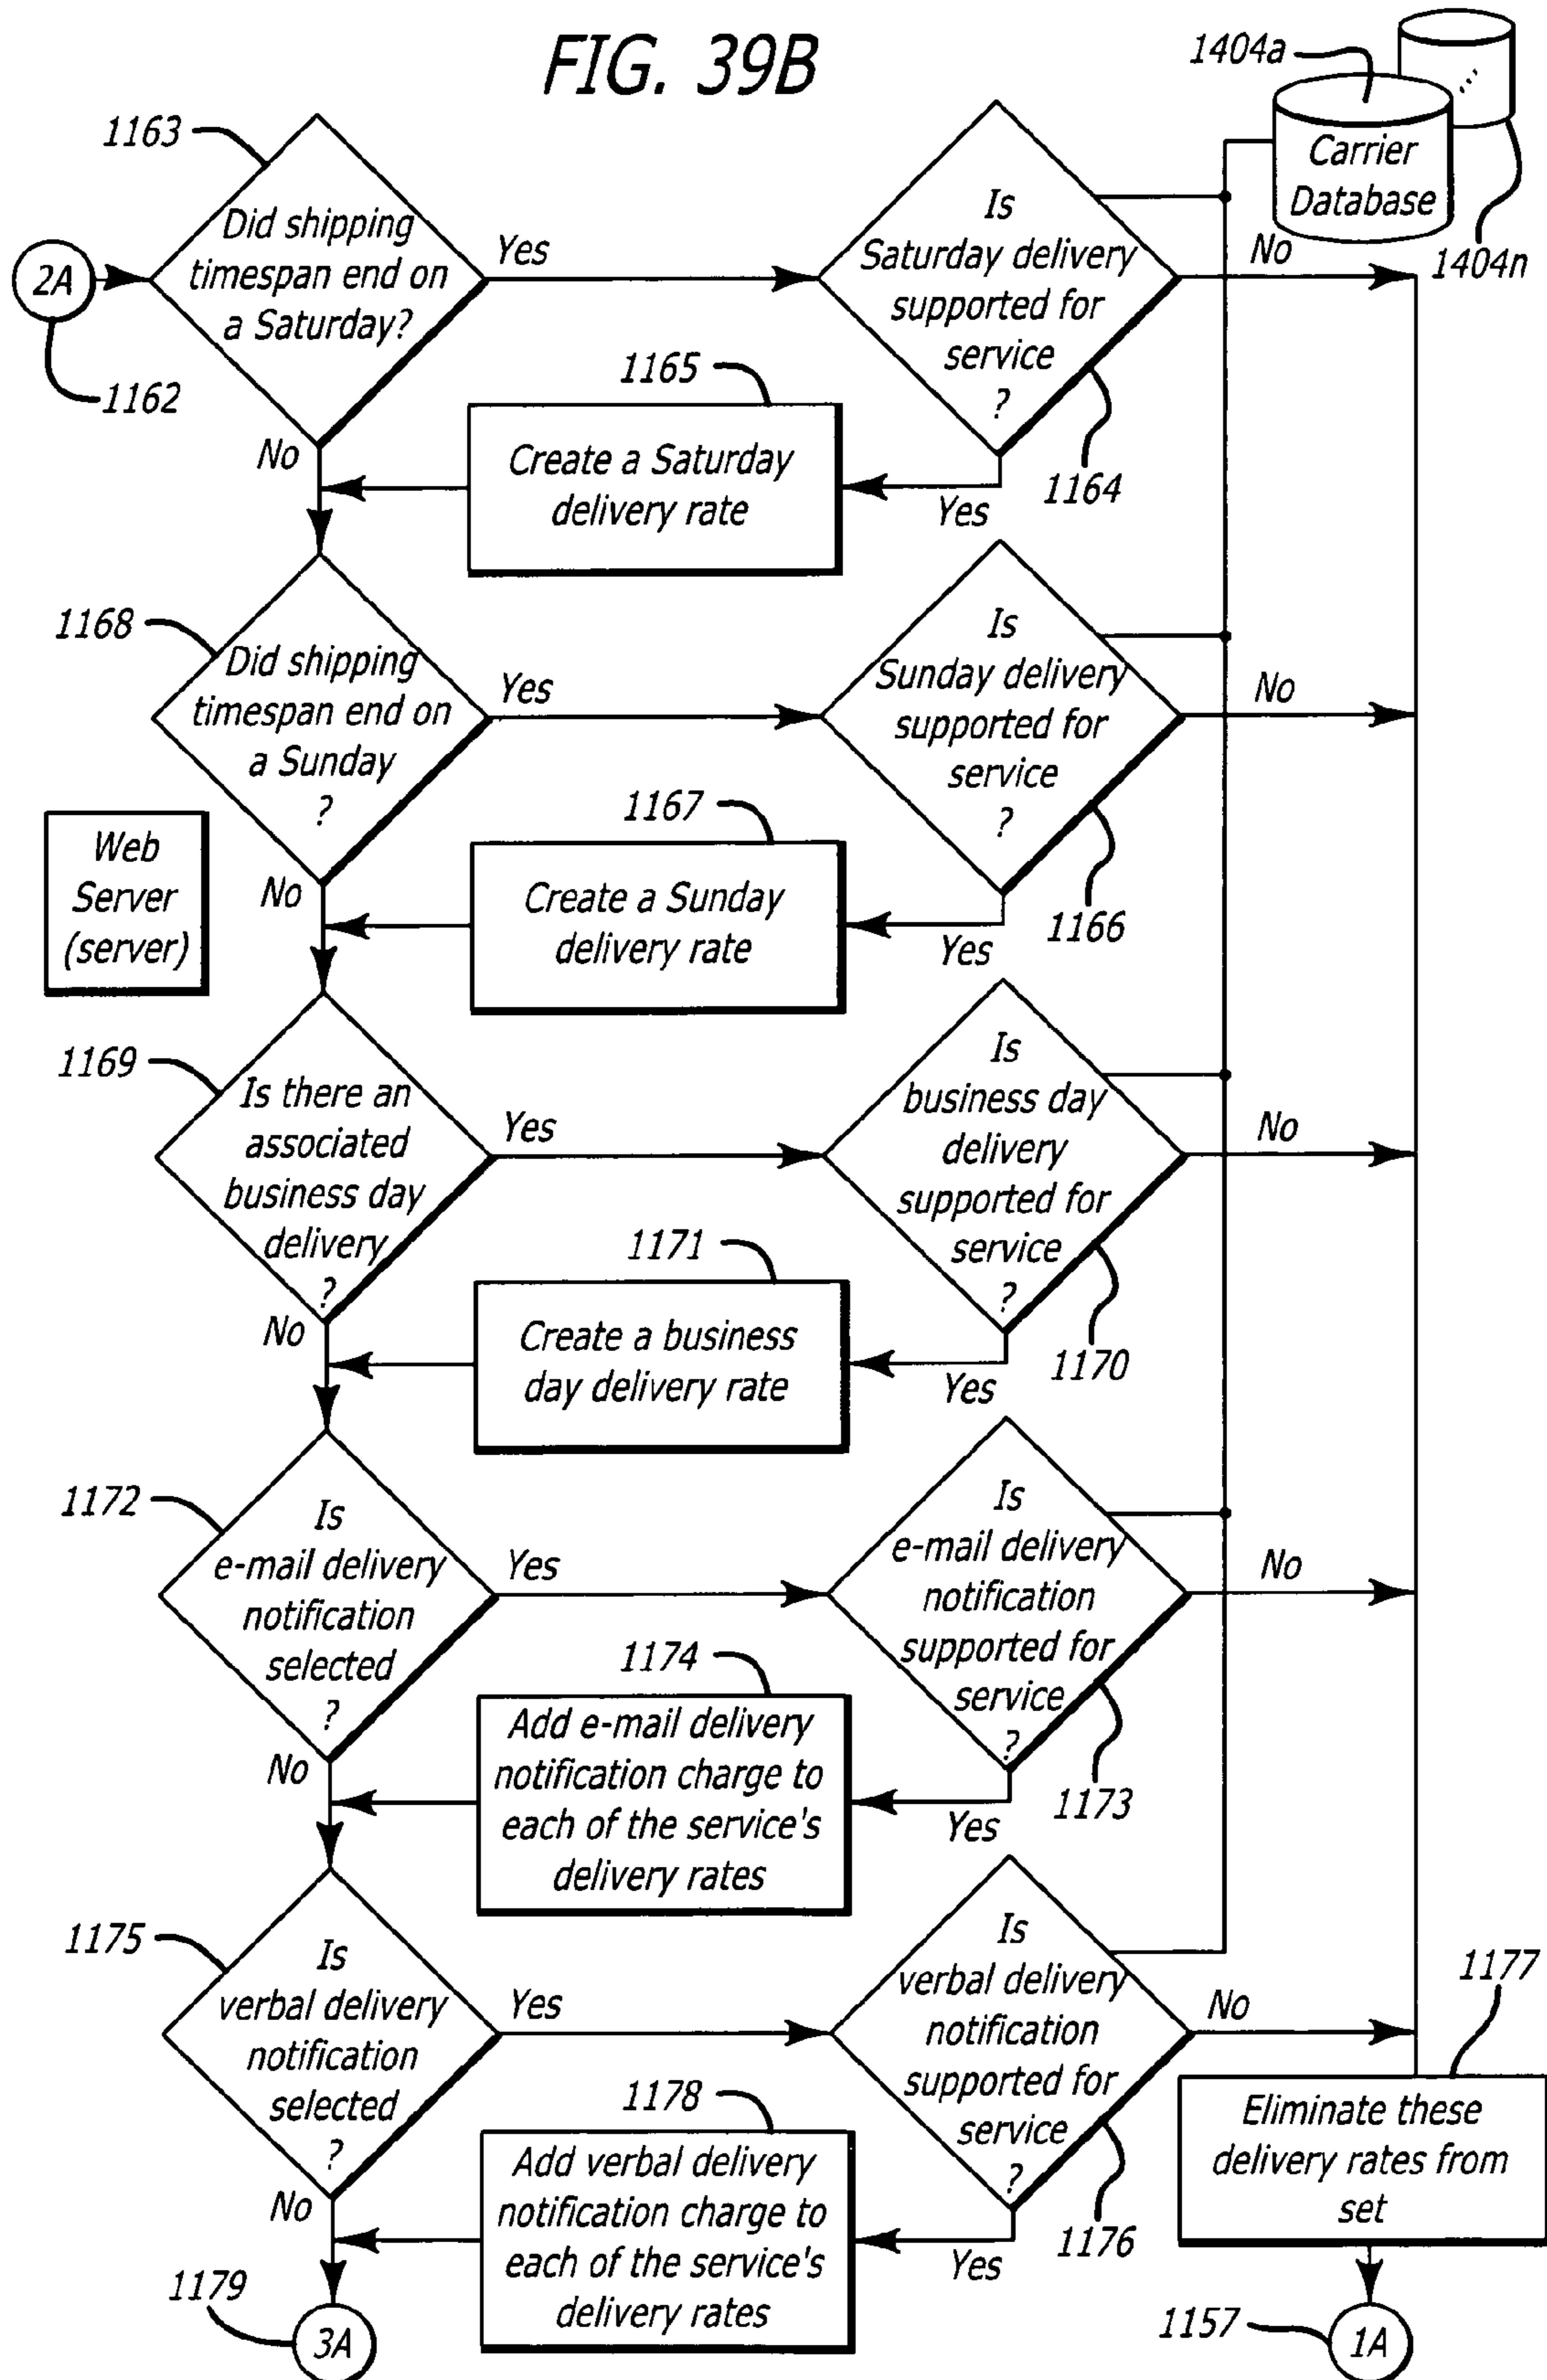 FIG. 39B
1404a
Carrier
Database
1404n
1163
Did shipping
timespan end on
a Saturday?
2A
1162
Yes
No
Is
Saturday delivery
supported for
service
?
No
1164
Yes
1165
Create a Saturday
delivery rate
1168
Did shipping
timespan end on
a Sunday
?
Yes
No
Is
Sunday delivery
supported for
service
?
No
1166
Yes
1167
Create a Sunday
delivery rate
Web
Server
(server)
1169
Is there an
associated
business day
delivery
?
Yes
No
Is
business day
delivery
supported for
service
?
No
1170
Yes
1171
Create a business
day delivery rate
1172
Is
e-mail delivery
notification
selected
?
Yes
No
Is
e-mail delivery
notification
supported for
service
?
No
1173
Yes
1174
Add e-mail delivery
notification charge to
each of the service's
delivery rates
1175
Is
verbal delivery
notification
selected
?
Yes
No
Is
verbal delivery
notification
supported for
service
?
No
1176
Yes
1178
Add verbal delivery
notification charge to
each of the service's
delivery rates
1177
Eliminate these
delivery rates from
set
1179
3A
1157
1A